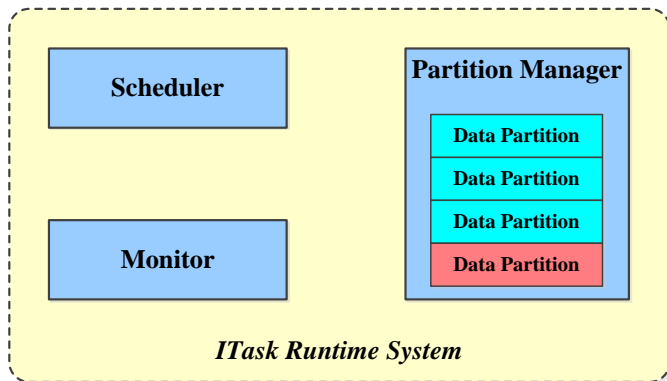 Scheduler
Partition Manager
Data Partition
Data Partition
Data Partition
Data Partition
Monitor
ITask Runtime System